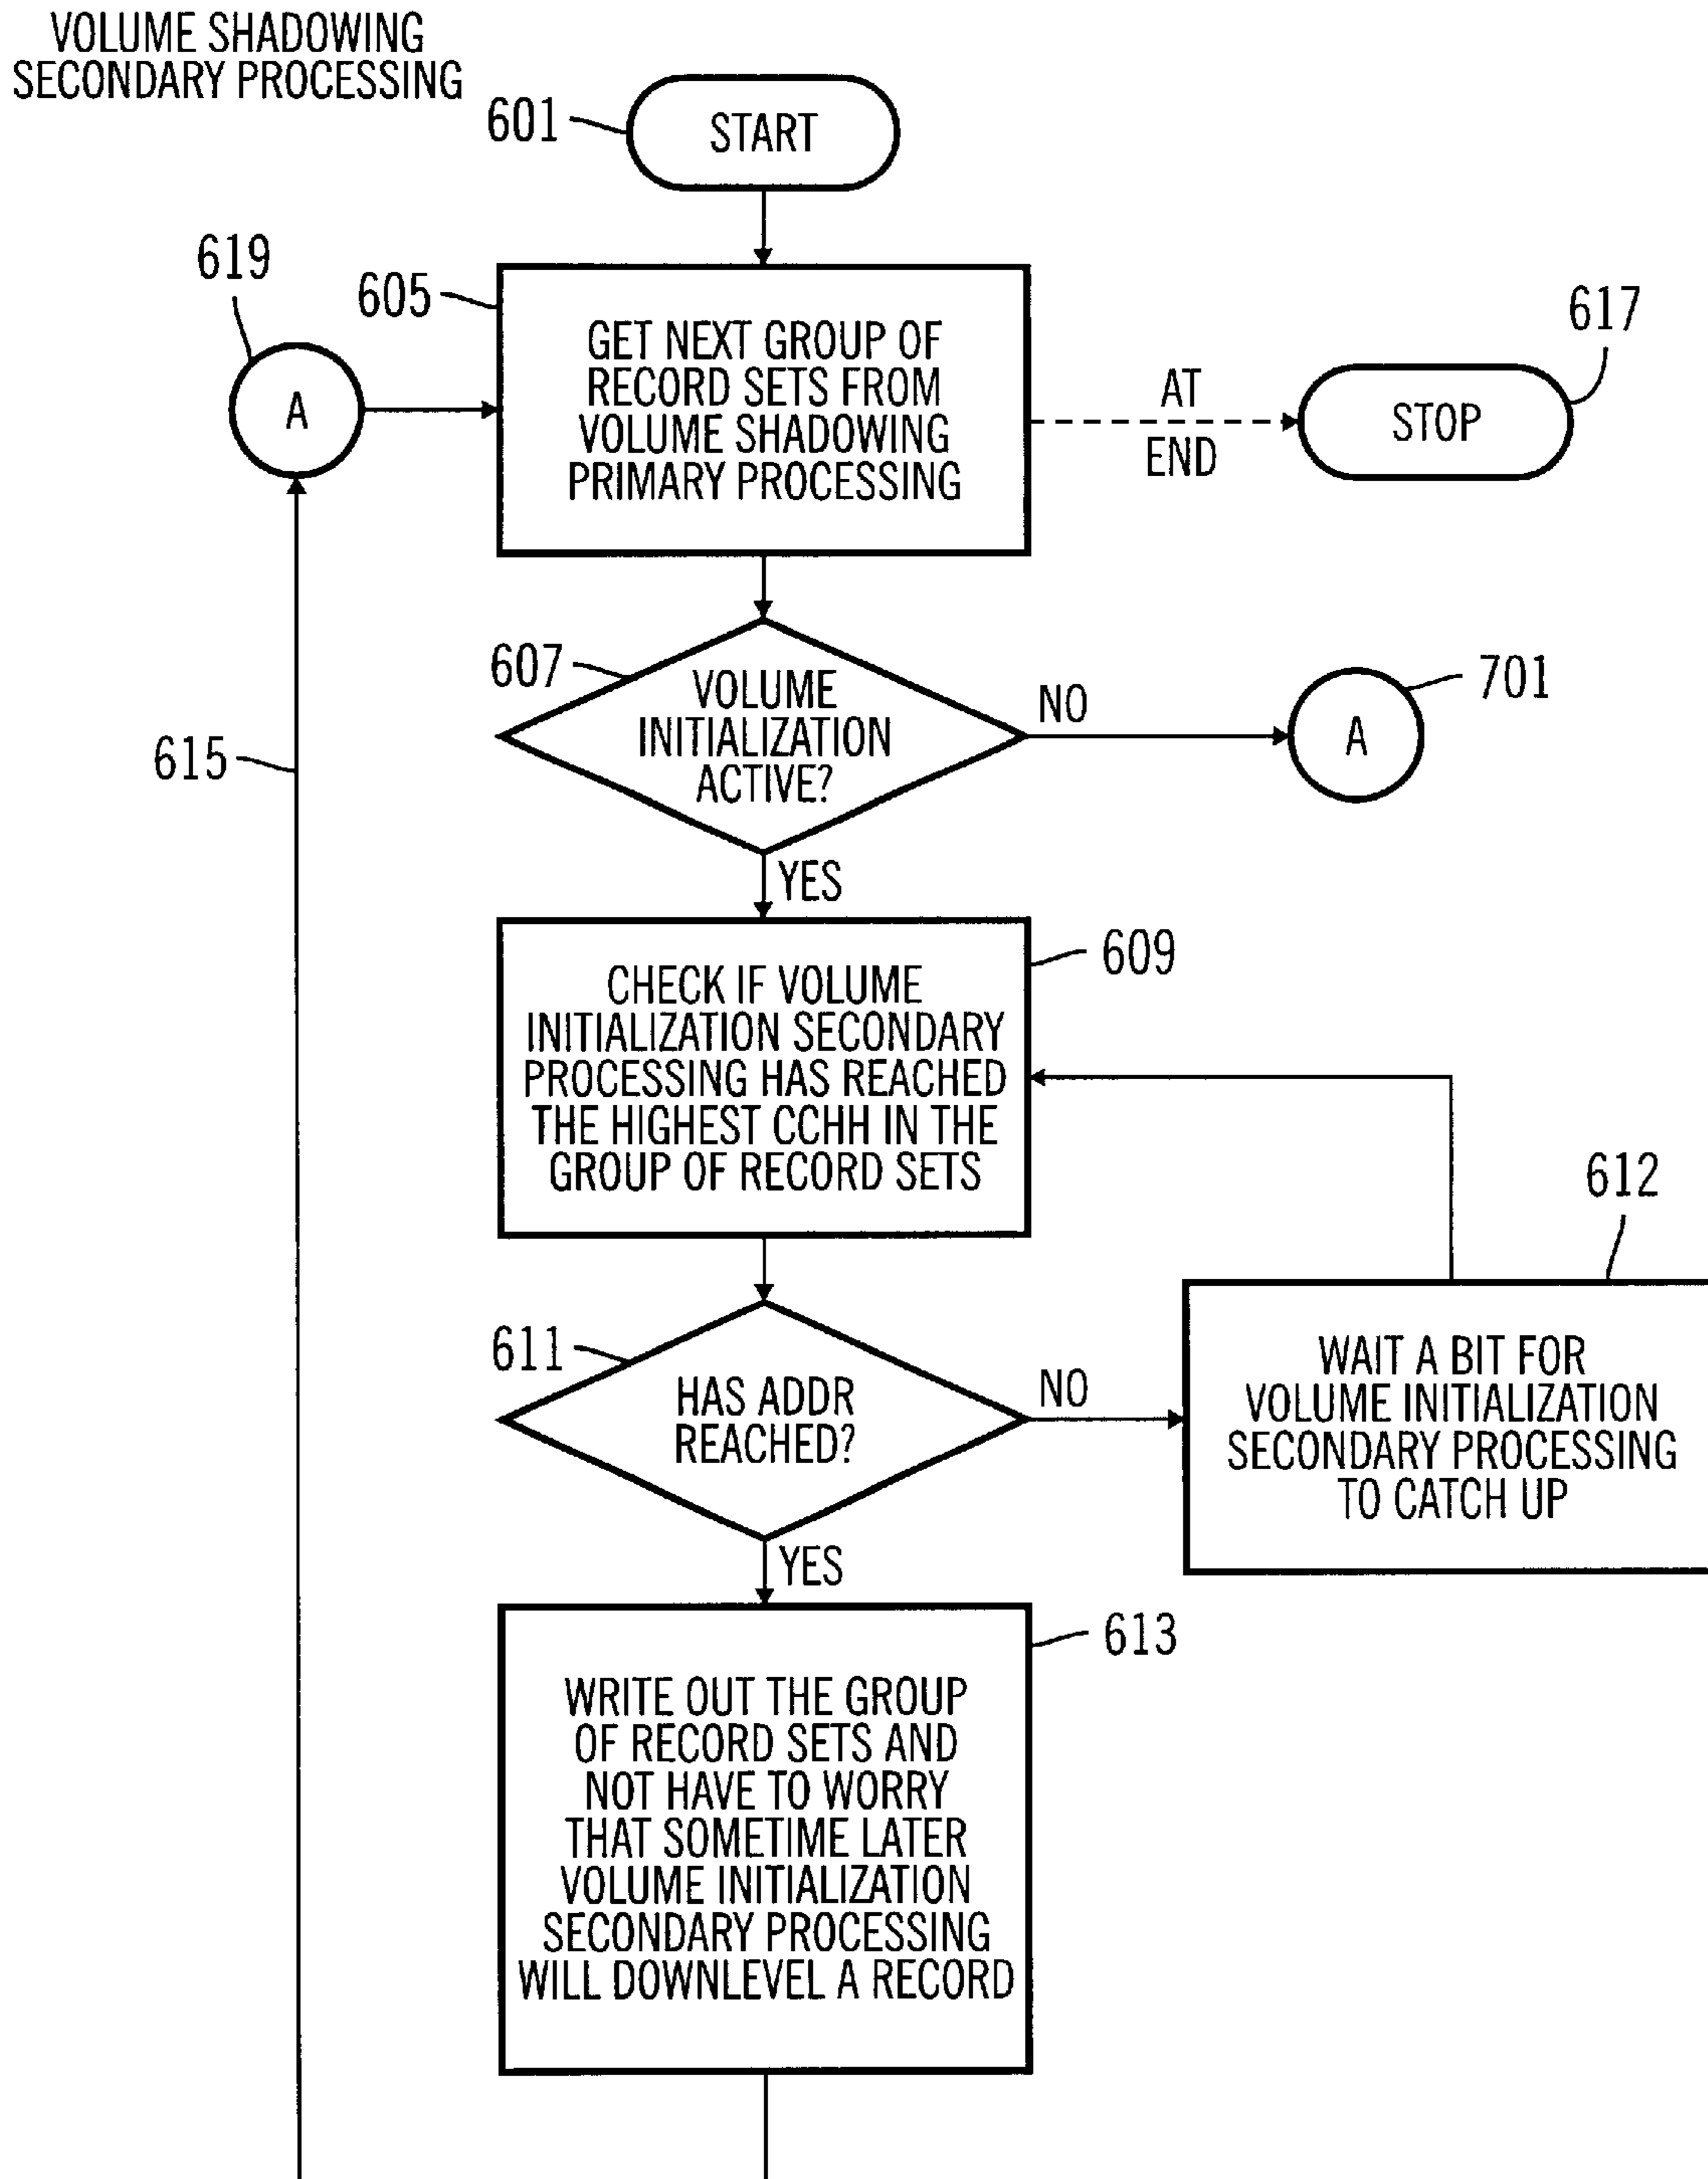 VOLUME SHADOWING
SECONDARY PROCESSING
601
START
619
605
GET NEXT GROUP OF
RECORD SETS FROM
VOLUME SHADOWING
PRIMARY PROCESSING
A
AT
END
617
STOP
607
VOLUME
INITIALIZATION
ACTIVE?
NO
701
A
615
YES
609
CHECK IF VOLUME
INITIALIZATION SECONDARY
PROCESSING HAS REACHED
THE HIGHEST CCHH IN THE
GROUP OF RECORD SETS
612
611
HAS ADDR
REACHED?
NO
WAIT A BIT FOR
VOLUME INITIALIZATION
SECONDARY PROCESSING
TO CATCH UP
YES
613
WRITE OUT THE GROUP
OF RECORD SETS AND
NOT HAVE TO WORRY
THAT SOMETIME LATER
VOLUME INITIALIZATION
SECONDARY PROCESSING
WILL DOWNLEVEL A RECORD